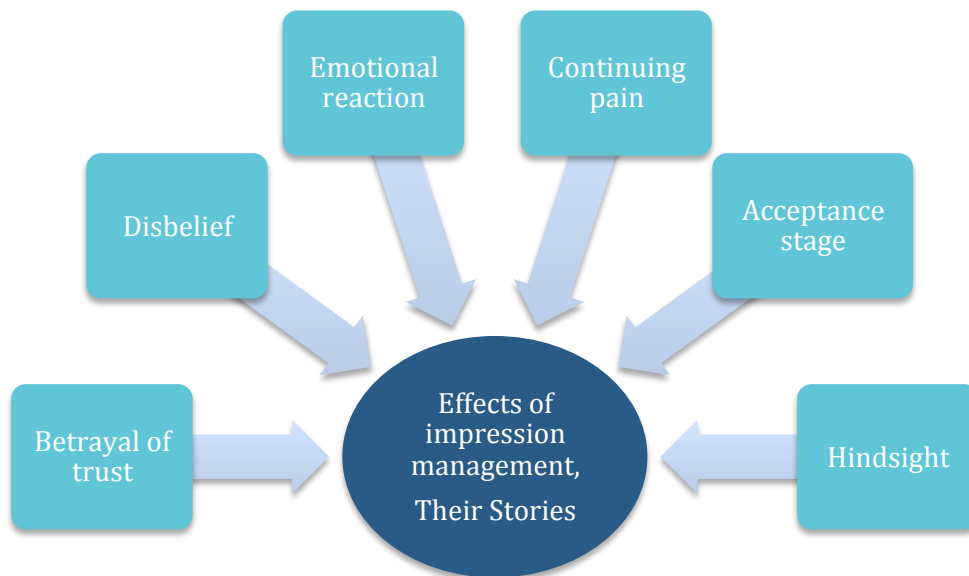 Emotional
reaction
Continuing
pain
Disbelief
Acceptance
stage
Betrayal of
trust
Effects of
impression
management,
Their Stories
Hindsight